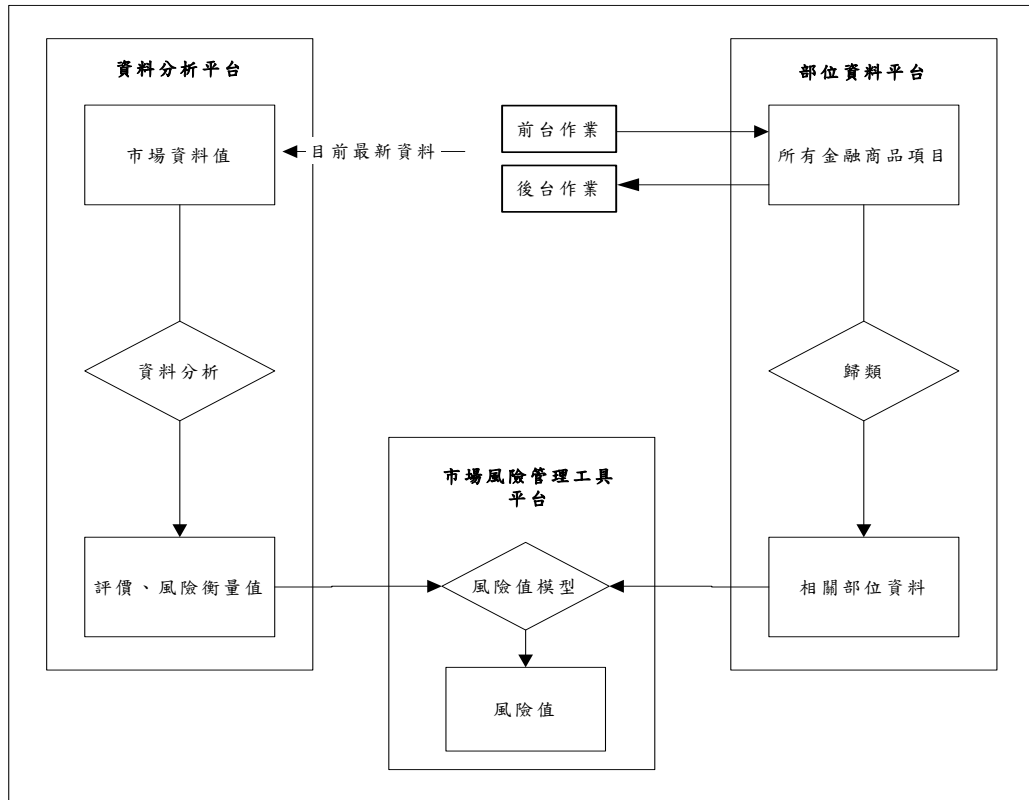 資料分析平台
市場資料值
目前最新資料
資料分析
評價、風險衡量值
前台作業
後台作業
部位資料平台
所有金融商品項目
歸類
相關部位資料
市場風險管理工具
平台
風險值模型
風險值